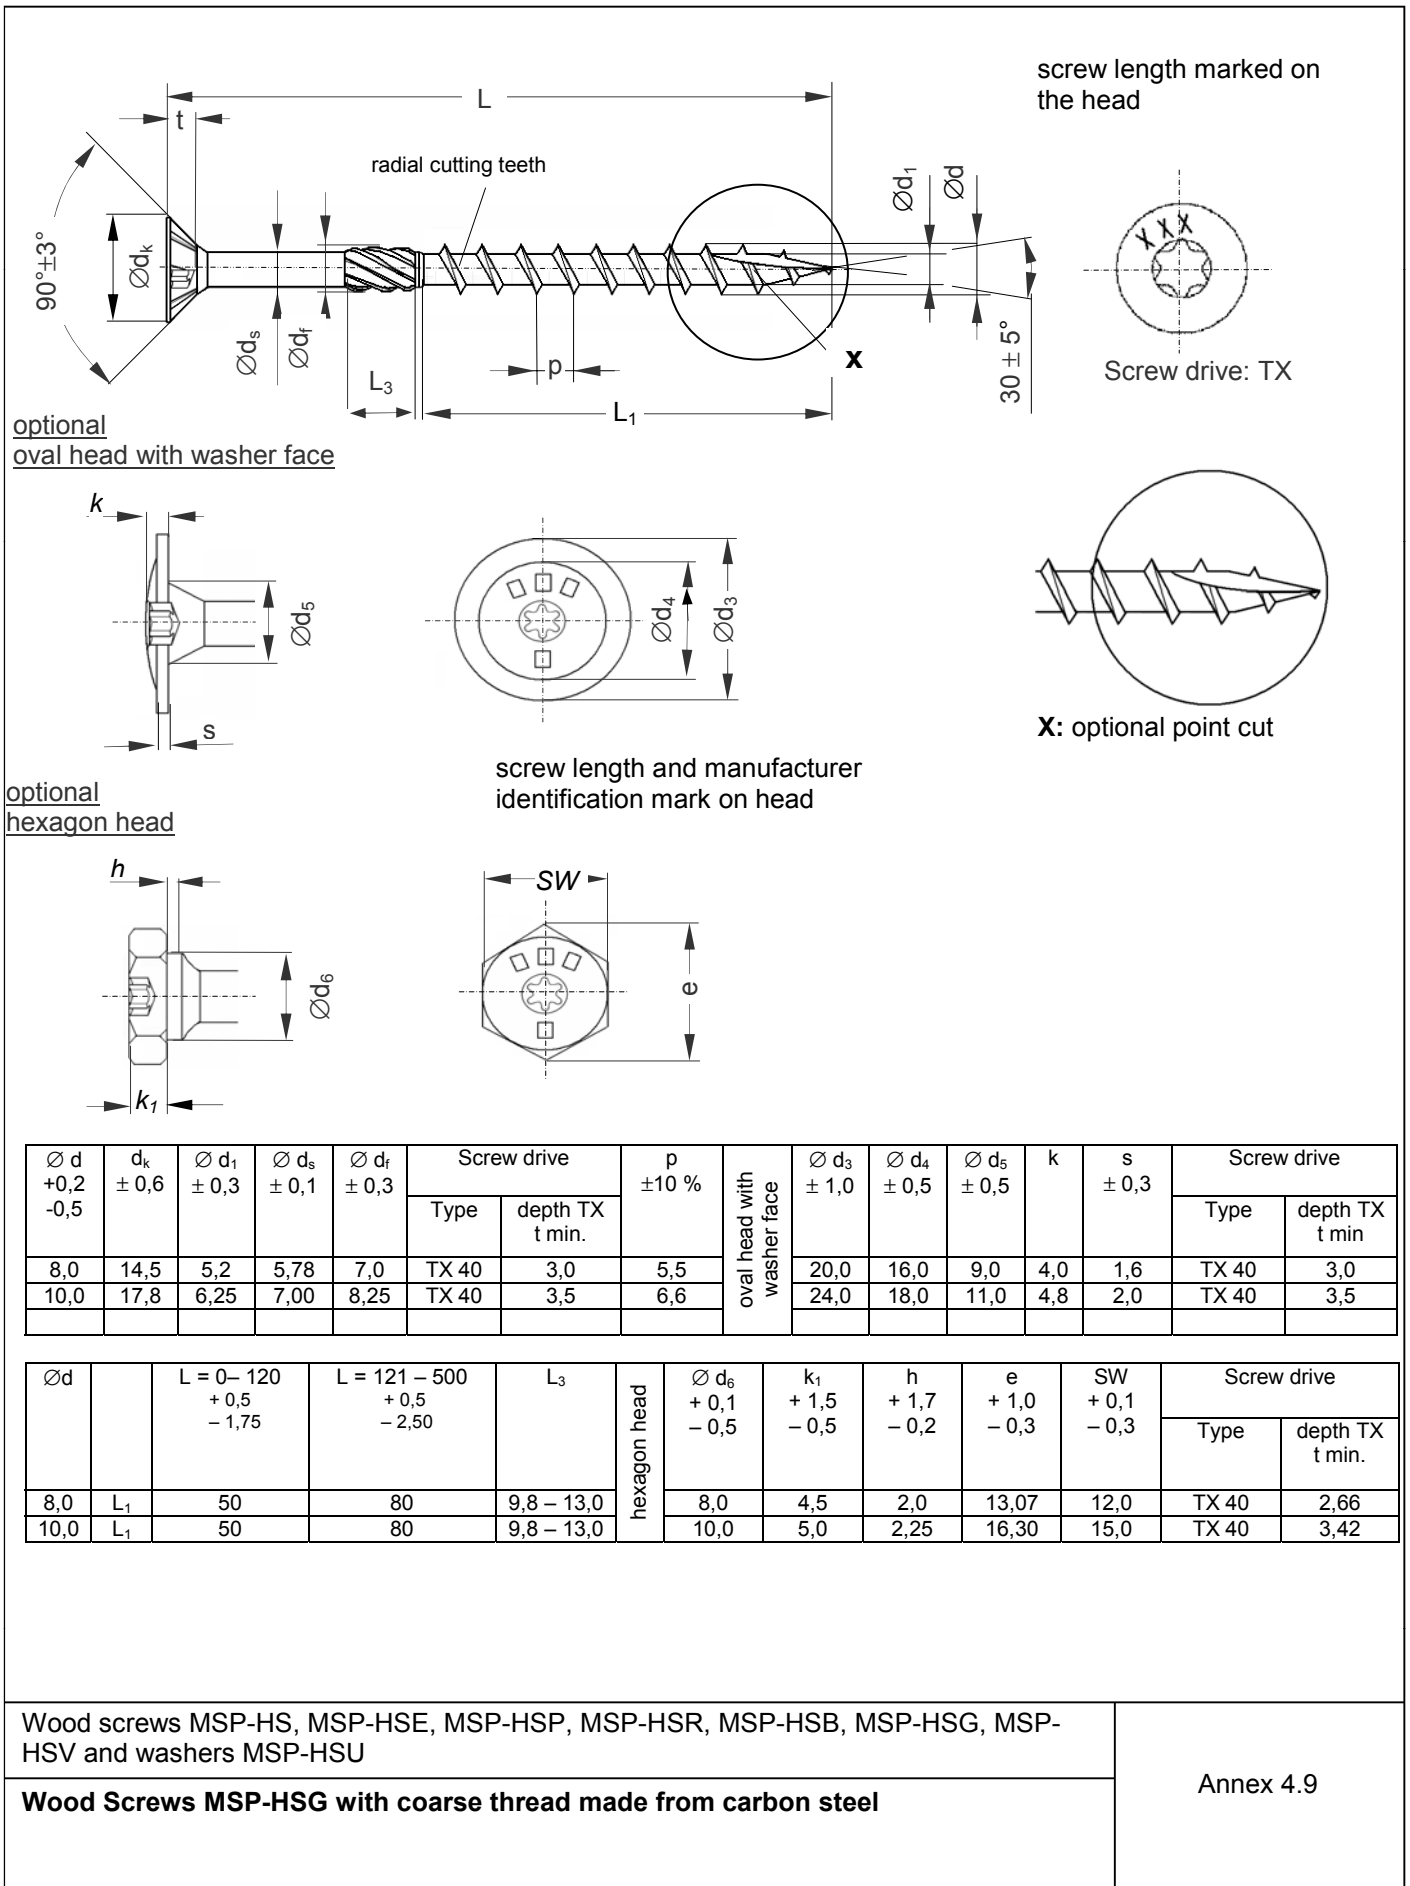 screw length marked on
the head
L
t
radial cutting teeth
Ød₁
Ød
90°±3°
Ødₖ
X X X
Ødₛ
Ød_f
p
x
30 ± 5°
L₃
L₁
Screw drive: TX
optional
oval head with washer face
k
Ød₅
Ød₄
Ød₃
s
X: optional point cut
screw length and manufacturer
identification mark on head
optional
hexagon head
h
SW
Ød₆
e
k₁
Ø d dₖ Ø d₁ Ø dₛ Ø d_f Screw drive p oval head with washer face Ø d₃ Ø d₄ Ø d₅ k s Screw drive
+0,2 ± 0,6 ± 0,3 ± 0,1 ± 0,3 ±10 % ± 1,0 ± 0,5 ± 0,5 ± 0,3
-0,5 Type depth TX Type depth TX
t min. t min
8,0 14,5 5,2 5,78 7,0 TX 40 3,0 5,5 20,0 16,0 9,0 4,0 1,6 TX 40 3,0
10,0 17,8 6,25 7,00 8,25 TX 40 3,5 6,6 24,0 18,0 11,0 4,8 2,0 TX 40 3,5
Ød L = 0– 120 L = 121 – 500 L₃ hexagon head Ø d₆ k₁ h e SW Screw drive
+ 0,5 + 0,5 + 0,1 + 1,5 + 1,7 + 1,0 + 0,1
– 1,75 – 2,50 – 0,5 – 0,5 – 0,2 – 0,3 – 0,3 Type depth TX
t min.
8,0 L₁ 50 80 9,8 – 13,0 8,0 4,5 2,0 13,07 12,0 TX 40 2,66
10,0 L₁ 50 80 9,8 – 13,0 10,0 5,0 2,25 16,30 15,0 TX 40 3,42
Wood screws MSP-HS, MSP-HSE, MSP-HSP, MSP-HSR, MSP-HSB, MSP-HSG, MSP-
HSV and washers MSP-HSU
Annex 4.9
Wood Screws MSP-HSG with coarse thread made from carbon steel